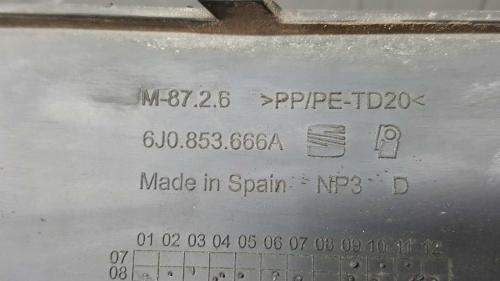 M-87.2.6 >PP/PE-TD20<
6J0.853.666A
Made in Spain NP3 D
01 02 03 04 05 06 07 08 09 10 11 12
07
08